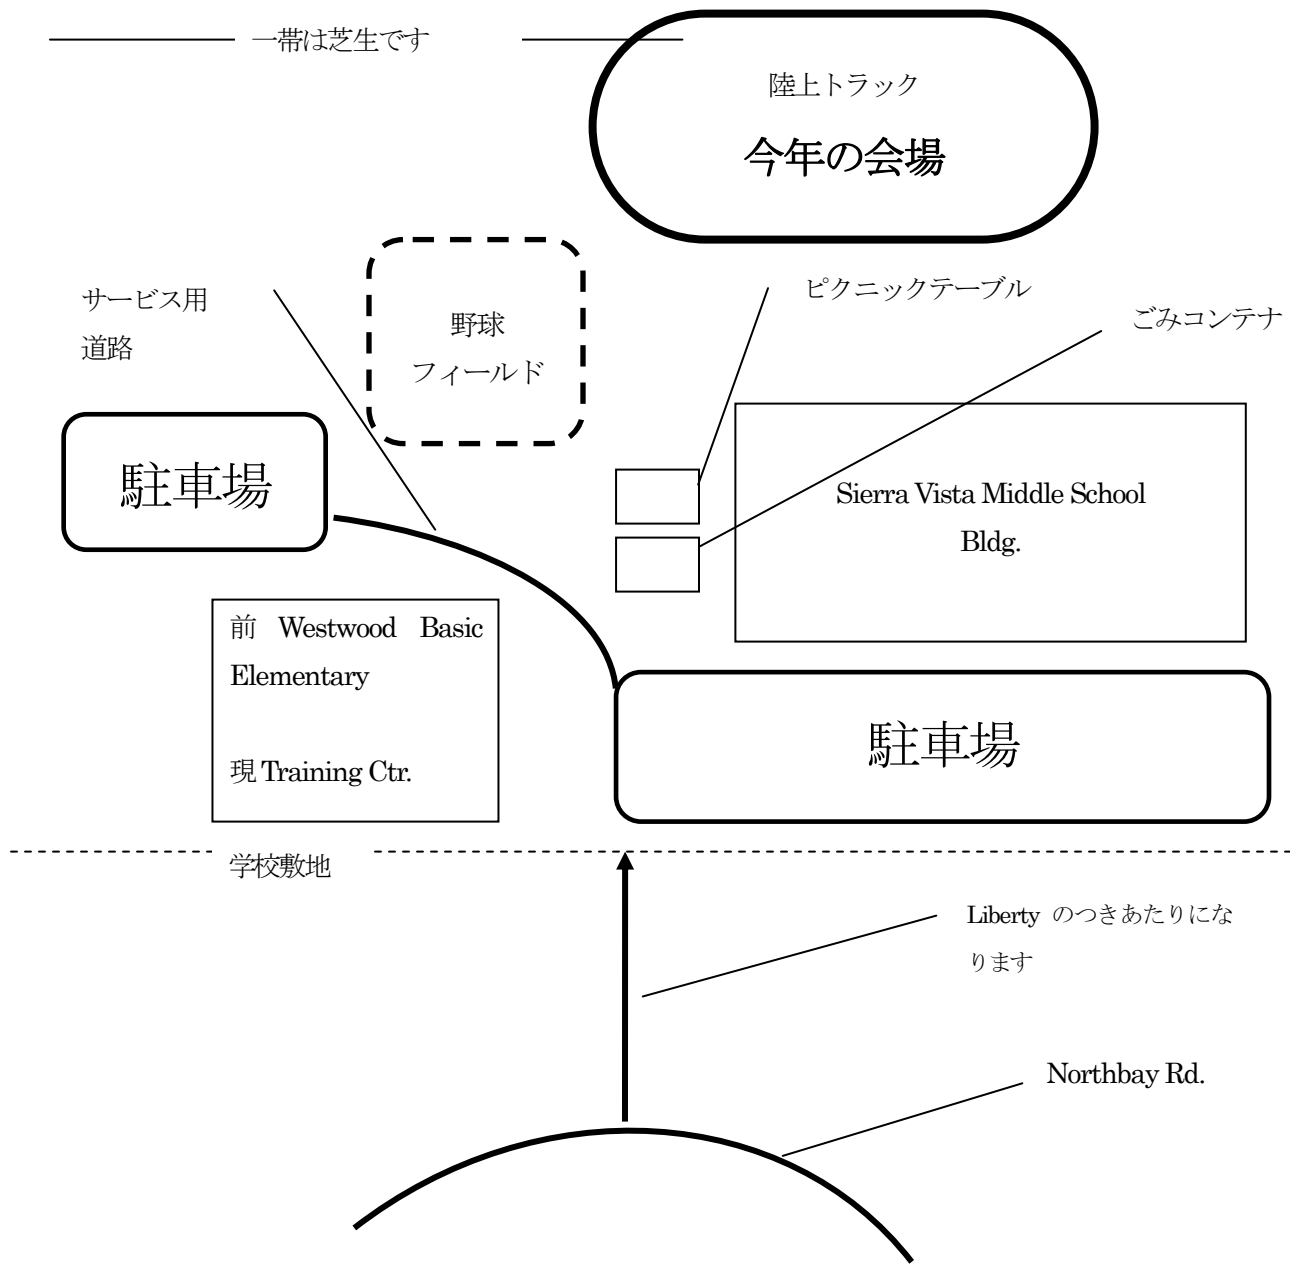 一帯は芝生です
陸上トラック
今年の会場
サービス用
道路
野球
フィールド
ピクニックテーブル
ごみコンテナ
駐車場
Sierra Vista Middle School
Bldg.
前 Westwood Basic
Elementary
現 Training Ctr.
駐車場
学校敷地
Liberty のつきあたりにな
ります
Northbay Rd.